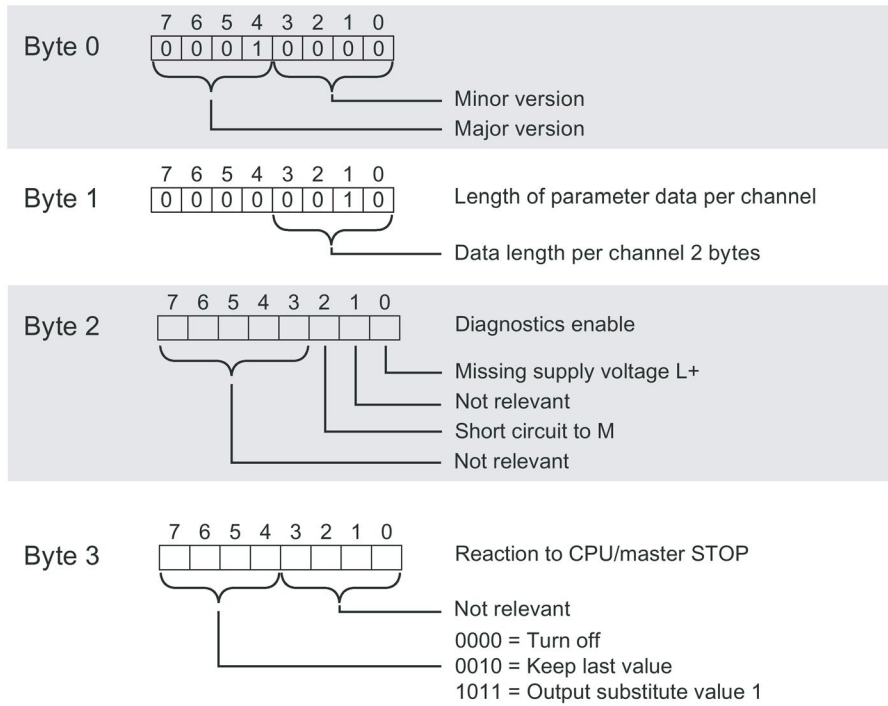 7 6 5 4 3 2 1 0
Byte 0
0 0 0 1 0 0 0 0
Minor version
Major version
7 6 5 4 3 2 1 0
Byte 1
0 0 0 0 0 0 1 0
Length of parameter data per channel
Data length per channel 2 bytes
7 6 5 4 3 2 1 0
Byte 2
Diagnostics enable
Missing supply voltage L+
Not relevant
Short circuit to M
Not relevant
7 6 5 4 3 2 1 0
Byte 3
Reaction to CPU/master STOP
Not relevant
0000 = Turn off
0010 = Keep last value
1011 = Output substitute value 1